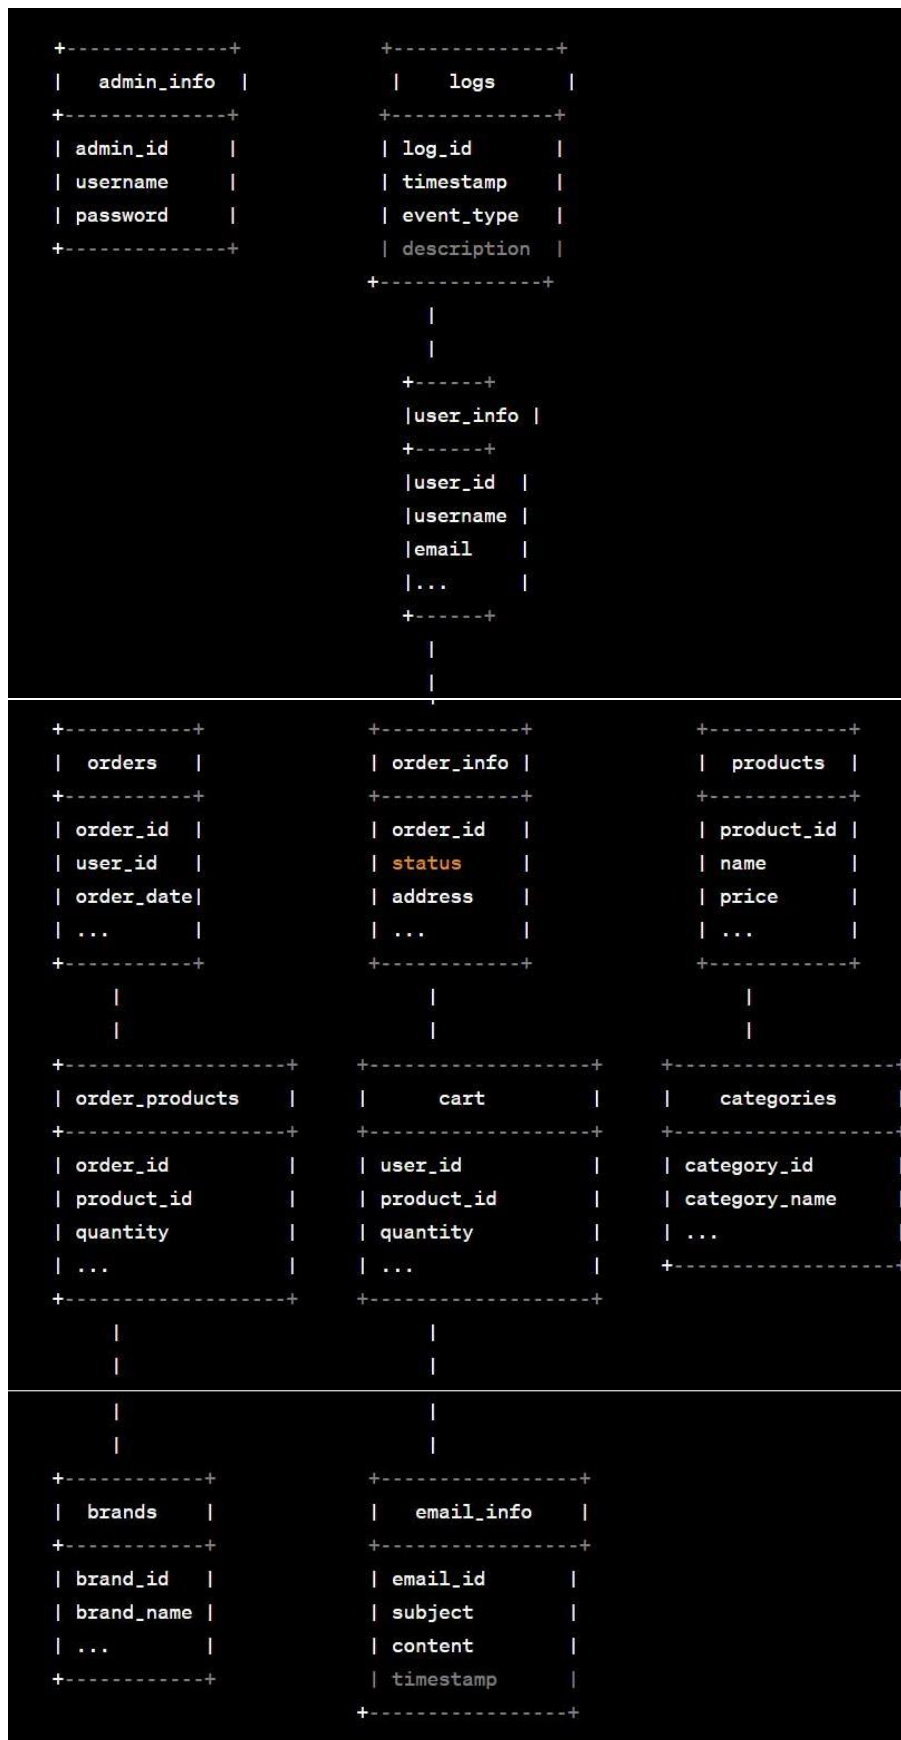 +--------------+            +--------------+
|   admin_info  |            |    logs      |
+--------------+            +--------------+
| admin_id     |            | log_id       |
| username     |            | timestamp    |
| password     |            | event_type   |
+--------------+            | description  |
                           +--------------+
                                |
                                |
                              +------+
                              |user_info |
                              +------+
                              |user_id  |
                              |username |
                              |email    |
                              |...      |
                              +------+
                                |
                                |
+-----------+              +------------+              +------------+
|  orders   |              | order_info |              |  products  |
+-----------+              +------------+              +------------+
| order_id  |              | order_id   |              | product_id |
| user_id   |              | status     |              | name       |
| order_date|              | address    |              | price      |
| ...       |              | ...        |              | ...        |
+-----------+              +------------+              +------------+
     |                          |                          |
     |                          |                          |
+-------------------+     +-------------------+     +-------------------+
| order_products    |     |      cart         |     |    categories     |
+-------------------+     +-------------------+     +-------------------+
| order_id          |     | user_id           |     | category_id       |
| product_id        |     | product_id        |     | category_name     |
| quantity          |     | quantity          |     | ...               |
| ...               |     | ...               |     +-------------------+
+-------------------+     +-------------------+
     |                          |
     |                          |
     |                          |
     |                          |
+------------+             +-----------------+
|  brands    |             |   email_info    |
+------------+             +-----------------+
| brand_id   |             | email_id       |
| brand_name |             | subject        |
| ...        |             | content        |
+------------+             | timestamp      |
                          +-----------------+